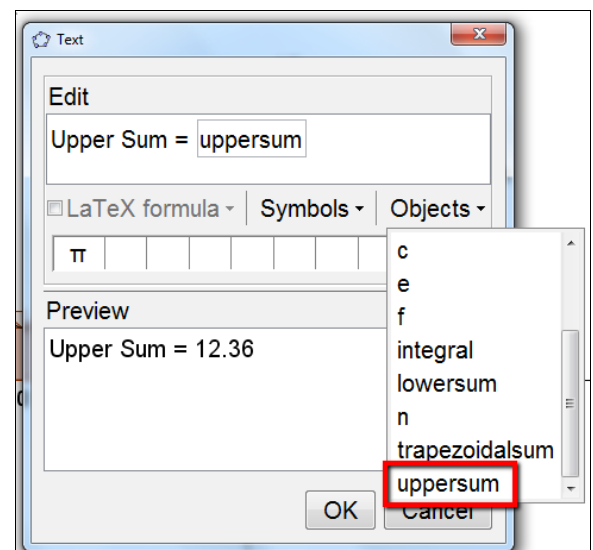 Text
Edit
Upper Sum = uppersum
LaTeX formula Symbols Objects
π
c
e
f
integral
lowersum
n
trapezoidalsum
uppersum
Preview
Upper Sum = 12.36
OK Cancel